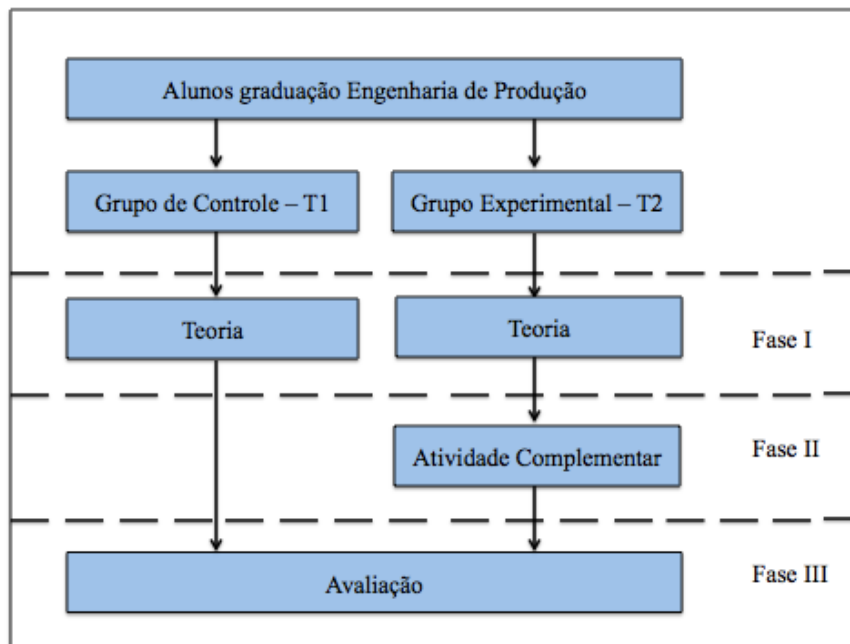 Alunos graduação Engenharia de Produção
Grupo de Controle – T1
Grupo Experimental – T2
Teoria
Teoria
Fase I
Atividade Complementar
Fase II
Avaliação
Fase III